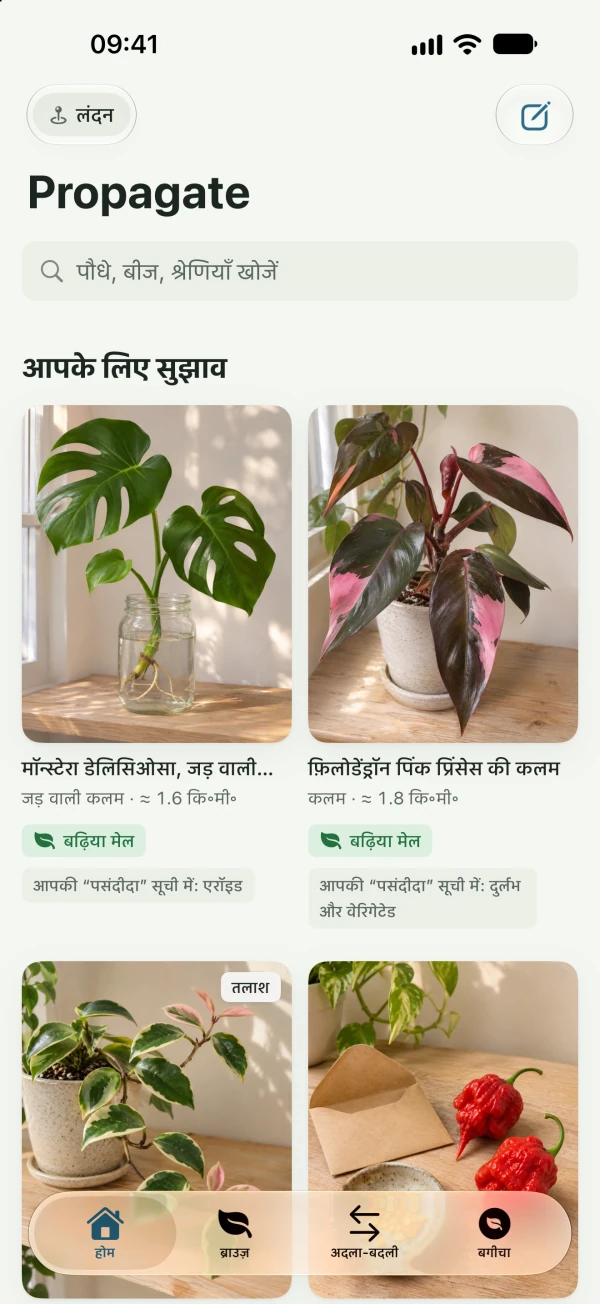 09:41
लंदन
Propagate
पौधे, बीज, श्रेणियाँ खोजें
आपके लिए सुझाव
मॉन्स्टेरा डेलिसिओसा, जड़ वाली...
जड़ वाली कलम · ≈ 1.6 कि॰मी॰
बढ़िया मेल
आपकी “पसंदीदा” सूची में: एरॉइड
फ़िलोडेंड्रॉन पिंक प्रिंसेस की कलम
कलम · ≈ 1.8 कि॰मी॰
बढ़िया मेल
आपकी “पसंदीदा” सूची में: दुर्लभ
और वेरिगेटेड
तलाश
होम
ब्राउज़
अदला-बदली
बगीचा